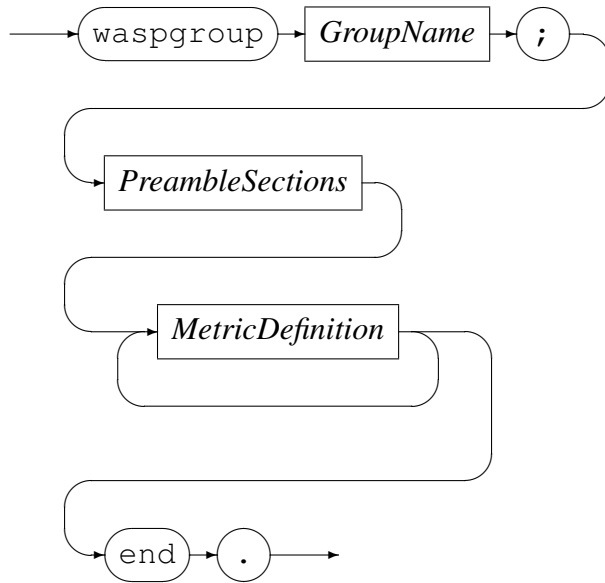 waspgroup GroupName ;
PreambleSections
MetricDefinition
end .